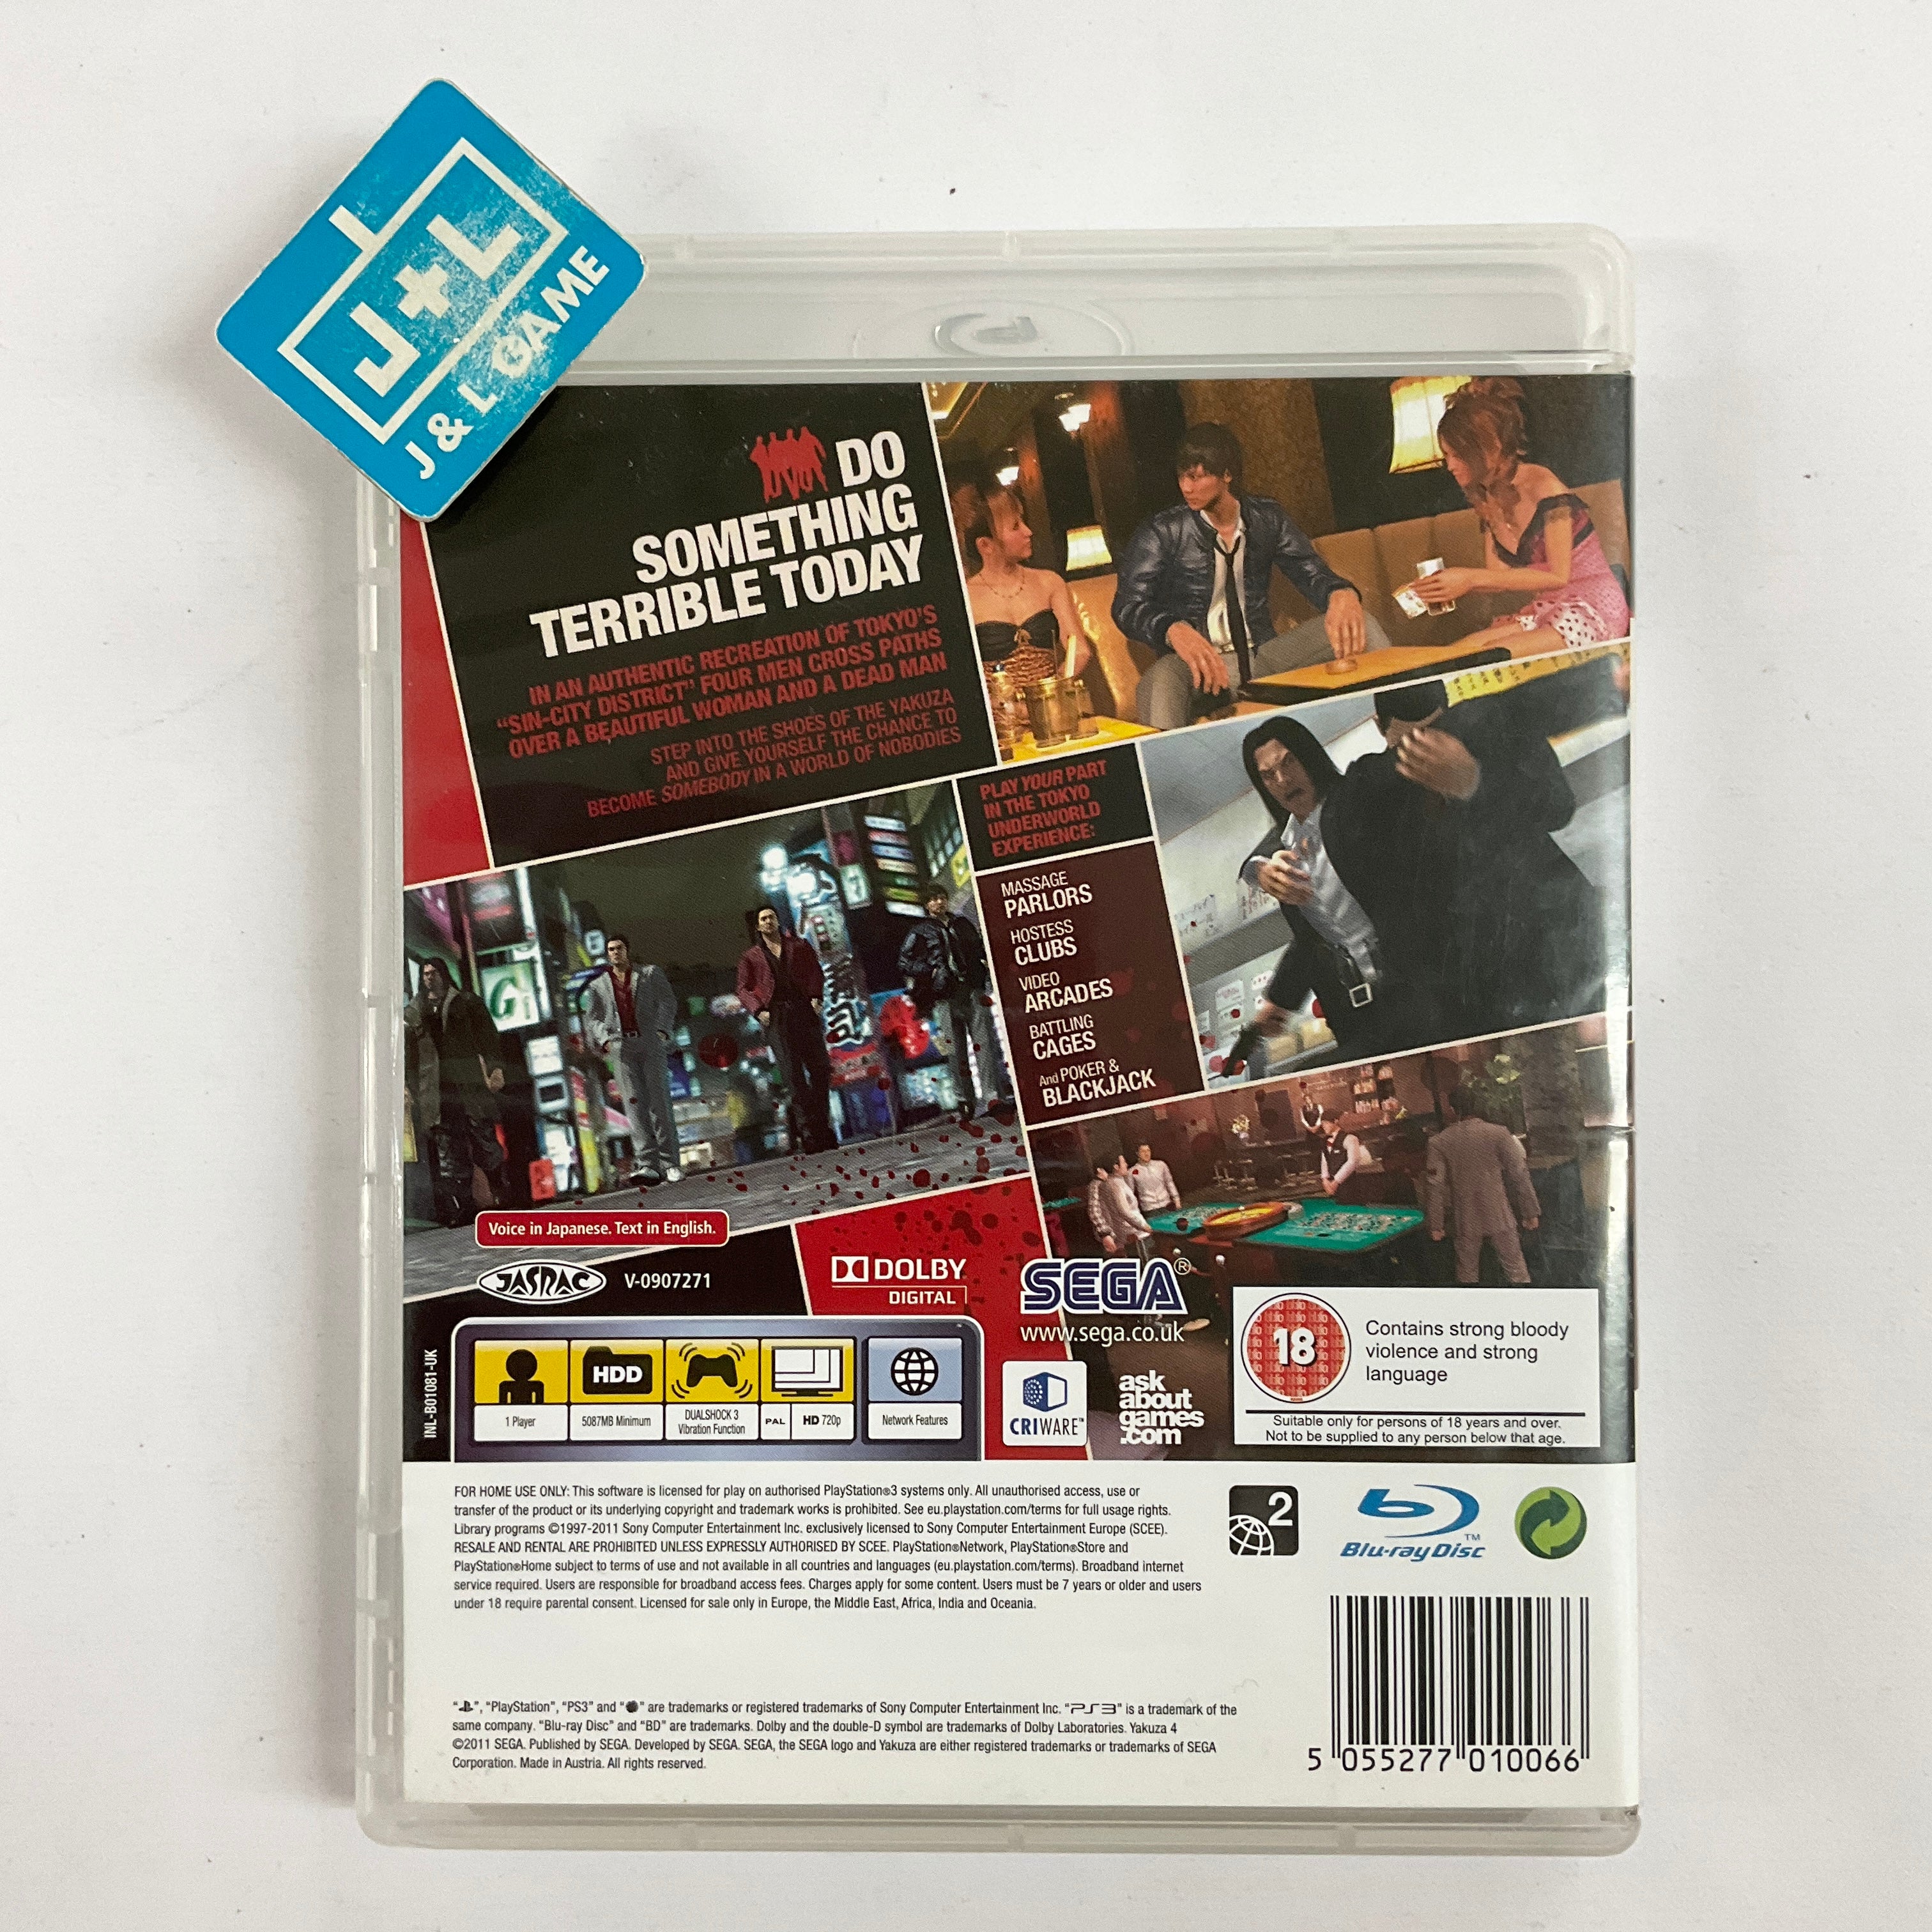 J+L
J & L GAME
DO
SOMETHING
TERRIBLE TODAY
IN AN AUTHENTIC RECREATION OF TOKYO'S
“SIN-CITY DISTRICT” FOUR MEN CROSS PATHS
OVER A BEAUTIFUL WOMAN AND A DEAD MAN
STEP INTO THE SHOES OF THE YAKUZA
AND GIVE YOURSELF THE CHANCE TO
BECOME SOMEBODY IN A WORLD OF NOBODIES
PLAY YOUR PART
IN THE TOKYO
UNDERWORLD
EXPERIENCE:
MASSAGE
PARLORS
HOSTESS
CLUBS
VIDEO
ARCADES
BATTLING
CAGES
And POKER &
BLACKJACK
Voice in Japanese. Text in English.
JASRAC V-0907271
DOLBY
DIGITAL
SEGA®
www.sega.co.uk
INL-B01081-UK
HDD
1 Player
5087MB Minimum
DUALSHOCK 3
Vibration Function
PAL HD 720p
Network Features
CRIWARE™
ask
about
games
.com
18
Contains strong bloody
violence and strong
language
Suitable only for persons of 18 years and over.
Not to be supplied to any person below that age.
FOR HOME USE ONLY: This software is licensed for play on authorised PlayStation®3 systems only. All unauthorised access, use or
transfer of the product or its underlying copyright and trademark works is prohibited. See eu.playstation.com/terms for full usage rights.
Library programs ©1997-2011 Sony Computer Entertainment Inc. exclusively licensed to Sony Computer Entertainment Europe (SCEE).
RESALE AND RENTAL ARE PROHIBITED UNLESS EXPRESSLY AUTHORISED BY SCEE. PlayStation®Network, PlayStation®Store and
PlayStation®Home subject to terms of use and not available in all countries and languages (eu.playstation.com/terms). Broadband internet
service required. Users are responsible for broadband access fees. Charges apply for some content. Users must be 7 years or older and users
under 18 require parental consent. Licensed for sale only in Europe, the Middle East, Africa, India and Oceania.
2
Blu-ray Disc™
“ ”, “PlayStation”, “PS3” and “ ” are trademarks or registered trademarks of Sony Computer Entertainment Inc. “PS3” is a trademark of the
same company. “Blu-ray Disc” and “BD” are trademarks. Dolby and the double-D symbol are trademarks of Dolby Laboratories. Yakuza 4
©2011 SEGA. Published by SEGA. Developed by SEGA. SEGA, the SEGA logo and Yakuza are either registered trademarks or trademarks of SEGA
Corporation. Made in Austria. All rights reserved.
5 055277 010066